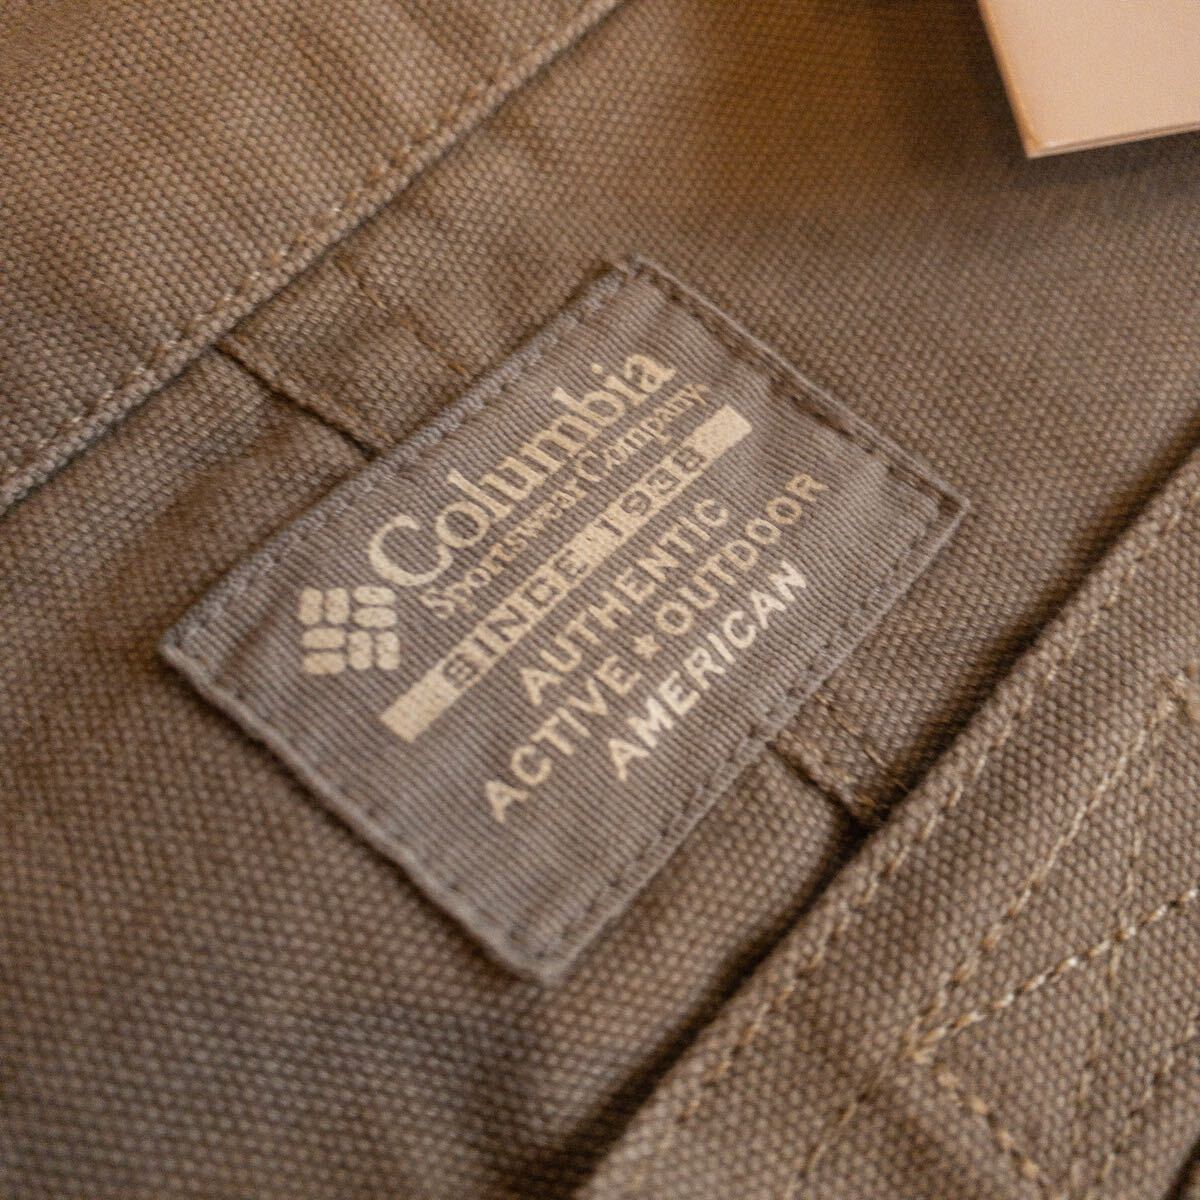 Columbia
Sportswear Company
SINCE 1938
AUTHENTIC
ACTIVE★OUTDOOR
AMERICAN